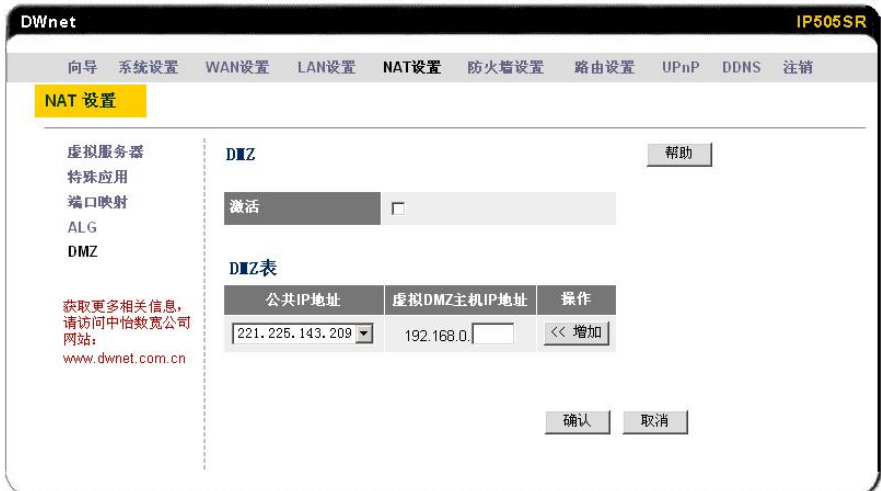 DWnet IP505SR
向导 系统设置 WAN设置 LAN设置 NAT设置 防火墙设置 路由设置 UPnP DDNS 注销
NAT 设置
虚拟服务器
特殊应用
端口映射
ALG
DMZ
获取更多相关信息，
请访问中怡数宽公司
网站：
www.dwnet.com.cn
DMZ 帮助
激活
DMZ表
公共IP地址 虚拟DMZ主机IP地址 操作
221.225.143.209 192.168.0. << 增加
确认 取消